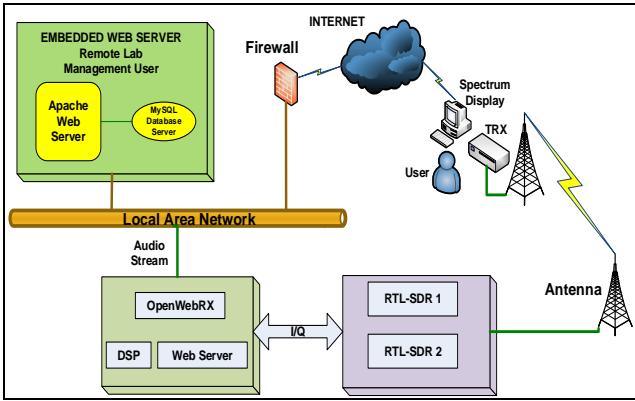 EMBEDDED WEB SERVER
Remote Lab
Management User
Apache
Web
Server
MySQL
Database
Server
Firewall
INTERNET
Spectrum
Display
TRX
User
Local Area Network
Audio
Stream
OpenWebRX
DSP
Web Server
I/Q
RTL-SDR 1
RTL-SDR 2
Antenna